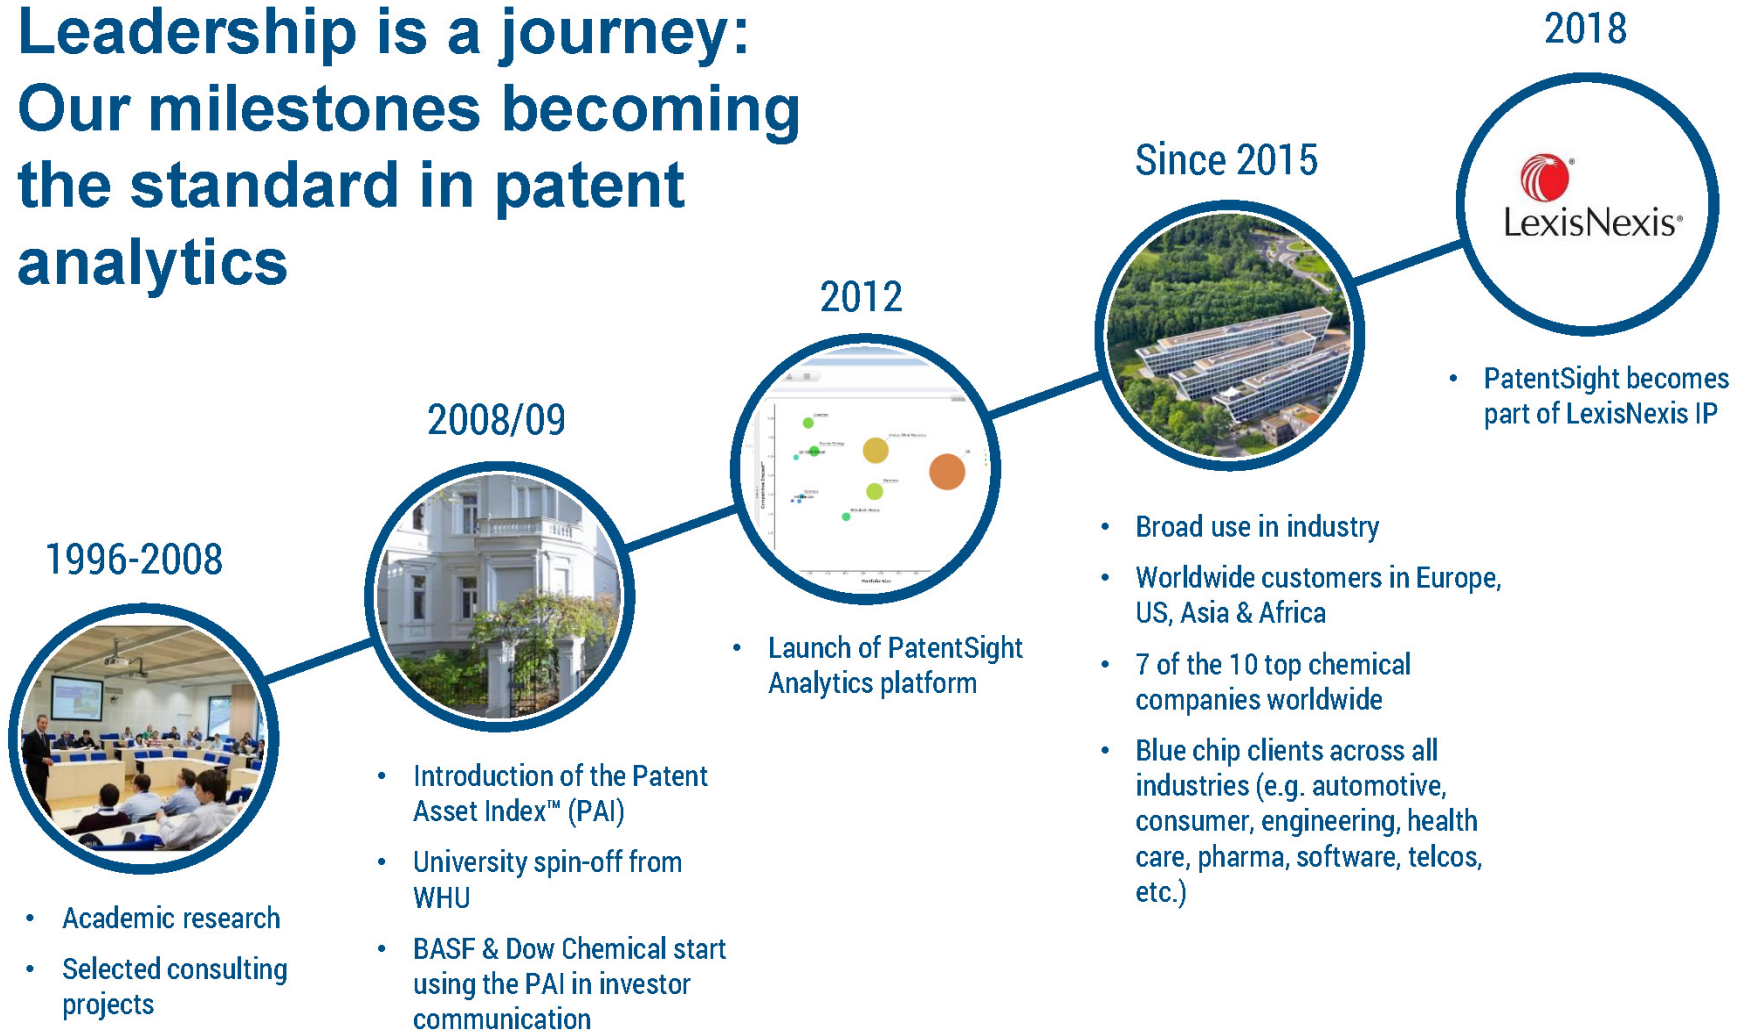 Leadership is a journey:
Our milestones becoming
the standard in patent
analytics
1996-2008
• Academic research
• Selected consulting
projects
2008/09
• Introduction of the Patent
Asset Index™ (PAI)
• University spin-off from
WHU
• BASF & Dow Chemical start
using the PAI in investor
communication
2012
Portfolio Size
• Launch of PatentSight
Analytics platform
Since 2015
• Broad use in industry
• Worldwide customers in Europe,
US, Asia & Africa
• 7 of the 10 top chemical
companies worldwide
• Blue chip clients across all
industries (e.g. automotive,
consumer, engineering, health
care, pharma, software, telcos,
etc.)
2018
LexisNexis®
• PatentSight becomes
part of LexisNexis IP